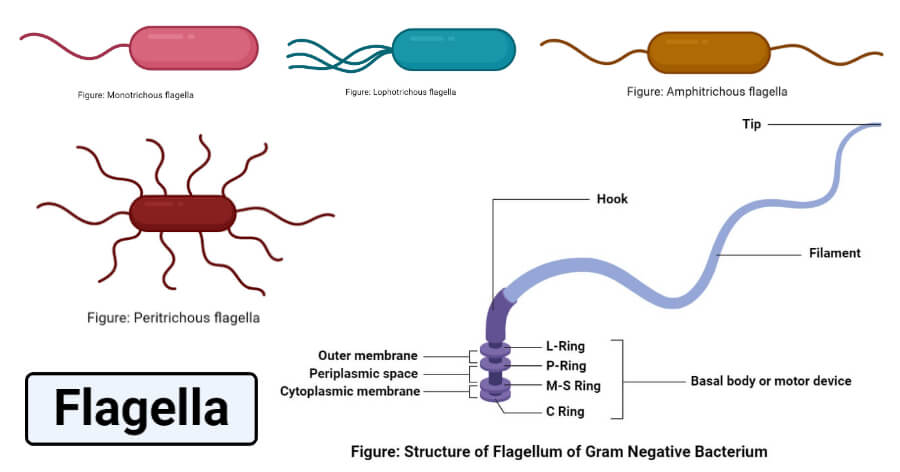 Figure: Monotrichous flagella
Figure: Lophotrichous flagella
Figure: Amphitrichous flagella
Tip
Hook
Filament
Figure: Peritrichous flagella
L-Ring
Outer membrane
P-Ring
Periplasmic space
M-S Ring
Basal body or motor device
Cytoplasmic membrane
C Ring
Flagella
Figure: Structure of Flagellum of Gram Negative Bacterium